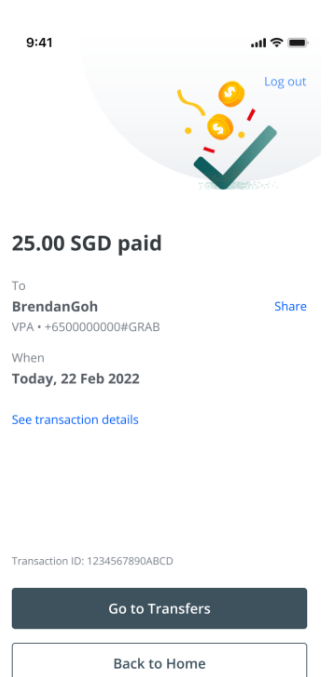 9:41
Log out
25.00 SGD paid
To
BrendanGoh
Share
VPA • +6500000000#GRAB
When
Today, 22 Feb 2022
See transaction details
Transaction ID: 1234567890ABCD
Go to Transfers
Back to Home